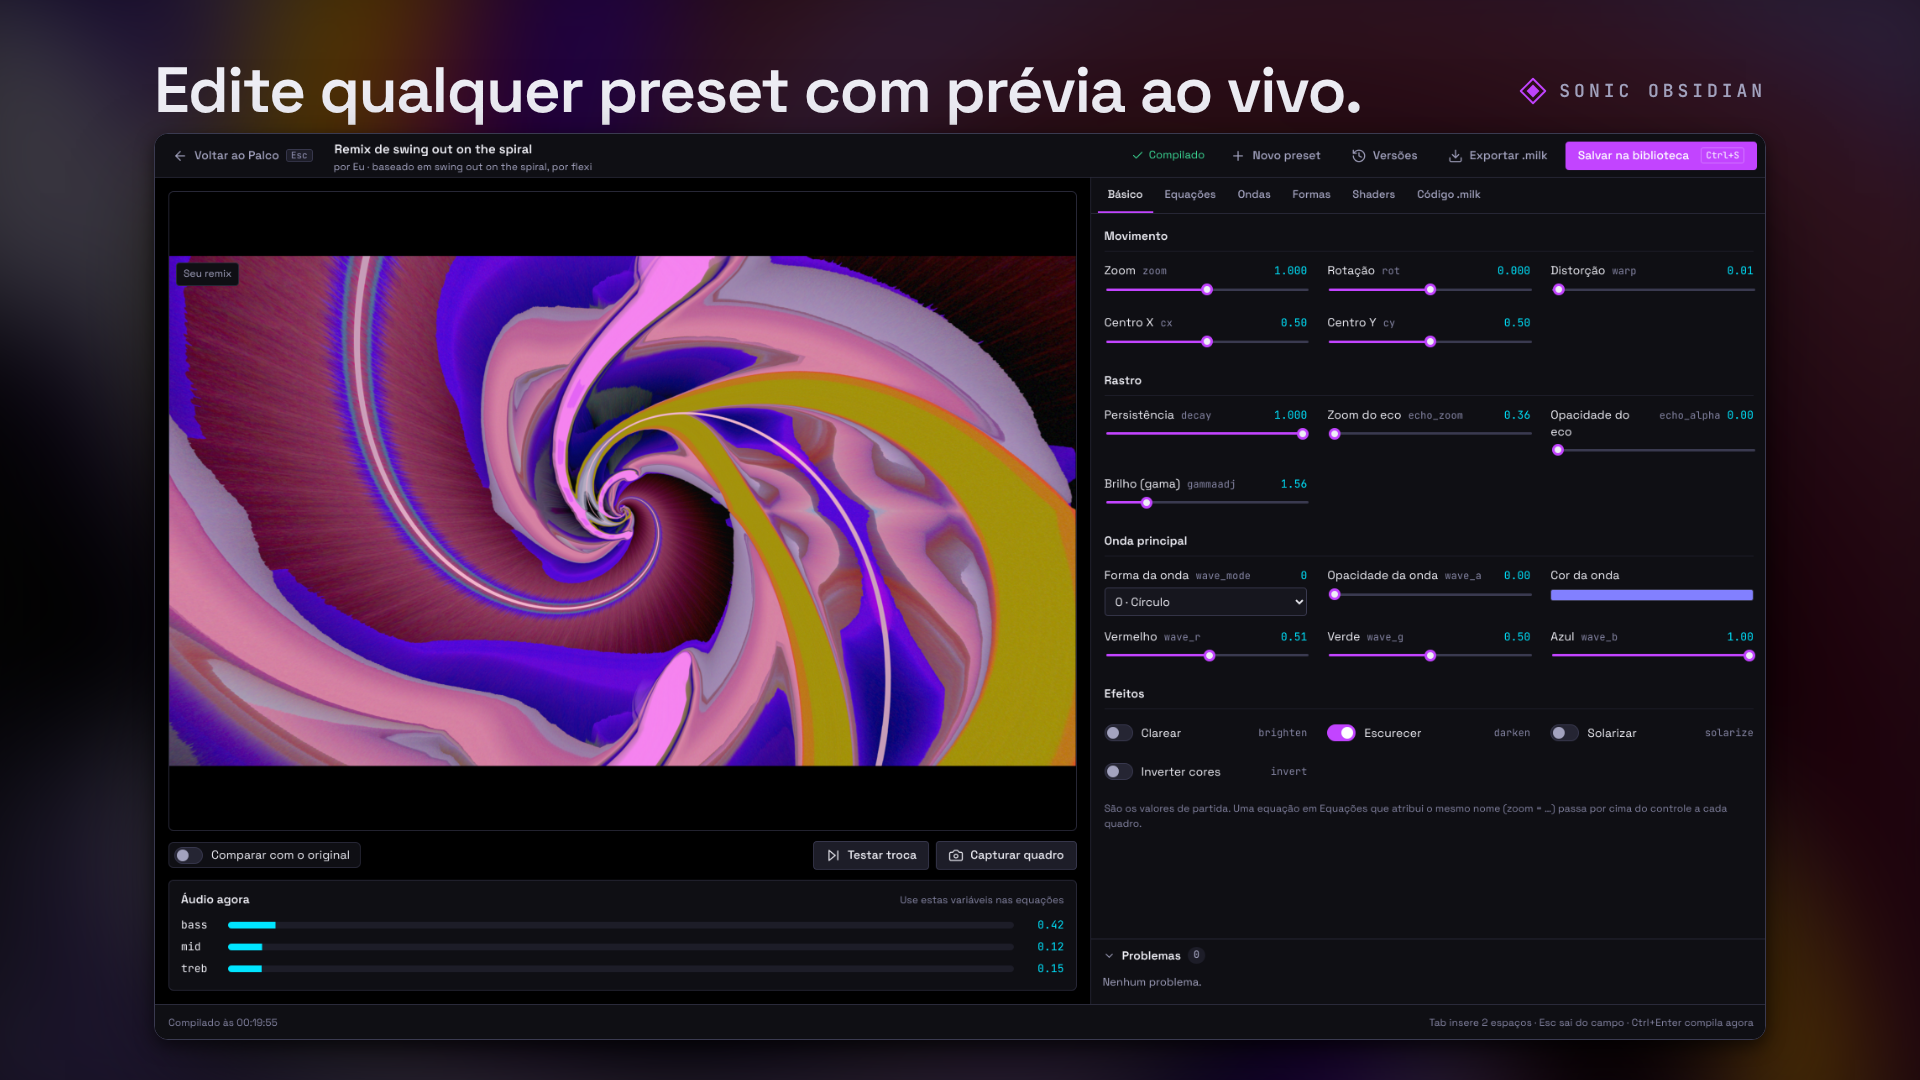 Edite qualquer preset com prévia ao vivo.
SONIC OBSIDIAN
Voltar ao Palco Esc
Remix de swing out on the spiral
por Eu · baseado em swing out on the spiral, por flexi
Compilado
Novo preset
Versões
Exportar .milk
Salvar na biblioteca Ctrl+S
Seu remix
Básico Equações Ondas Formas Shaders Código .milk
Movimento
Zoom zoom 1.000
Rotação rot 0.000
Distorção warp 0.01
Centro X cx 0.50
Centro Y cy 0.50
Rastro
Persistência decay 1.000
Zoom do eco echo_zoom 0.36
Opacidade do eco echo_alpha 0.00
Brilho (gama) gammaadj 1.56
Onda principal
Forma da onda wave_mode 0
0 · Círculo
Opacidade da onda wave_a 0.00
Cor da onda
Vermelho wave_r 0.51
Verde wave_g 0.50
Azul wave_b 1.00
Efeitos
Clarear brighten
Escurecer darken
Solarizar solarize
Inverter cores invert
São os valores de partida. Uma equação em Equações que atribui o mesmo nome (zoom = …) passa por cima do controle a cada
quadro.
Comparar com o original
Testar troca
Capturar quadro
Áudio agora
Use estas variáveis nas equações
bass 0.42
mid 0.12
treb 0.15
Problemas 0
Nenhum problema.
Compilado às 00:19:55
Tab insere 2 espaços · Esc sai do campo · Ctrl+Enter compila agora